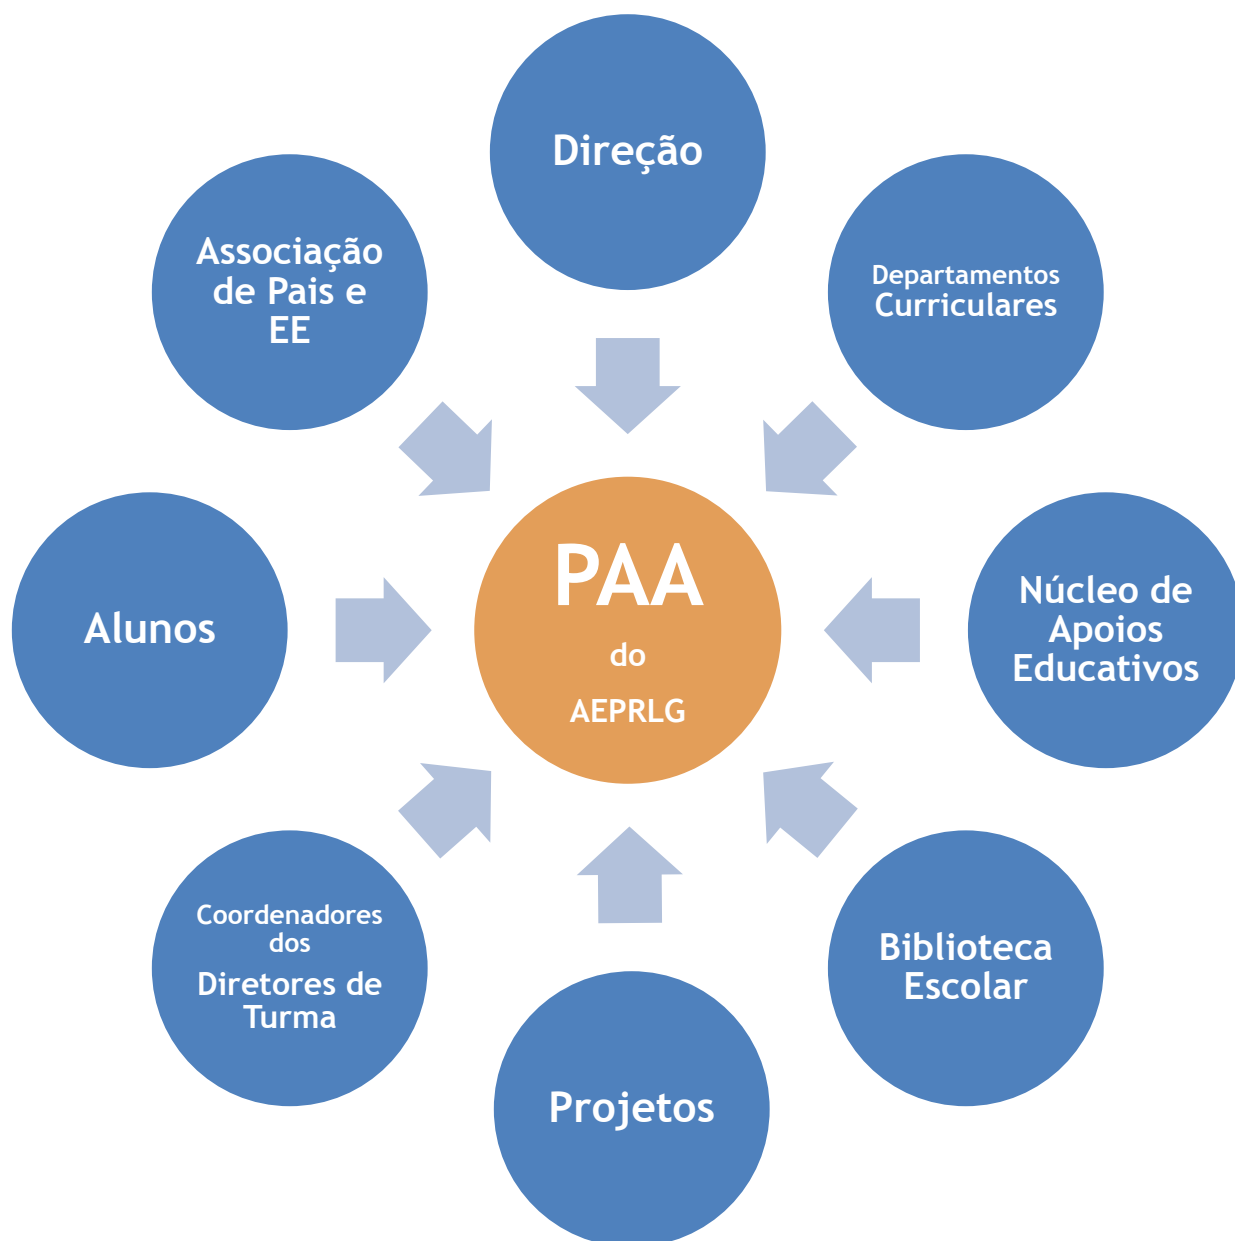 Direção
Associação
de Pais e
EE
Departamentos
Curriculares
PAA
do
AEPRLG
Alunos
Núcleo de
Apoios
Educativos
Coordenadores
dos
Diretores de
Turma
Biblioteca
Escolar
Projetos